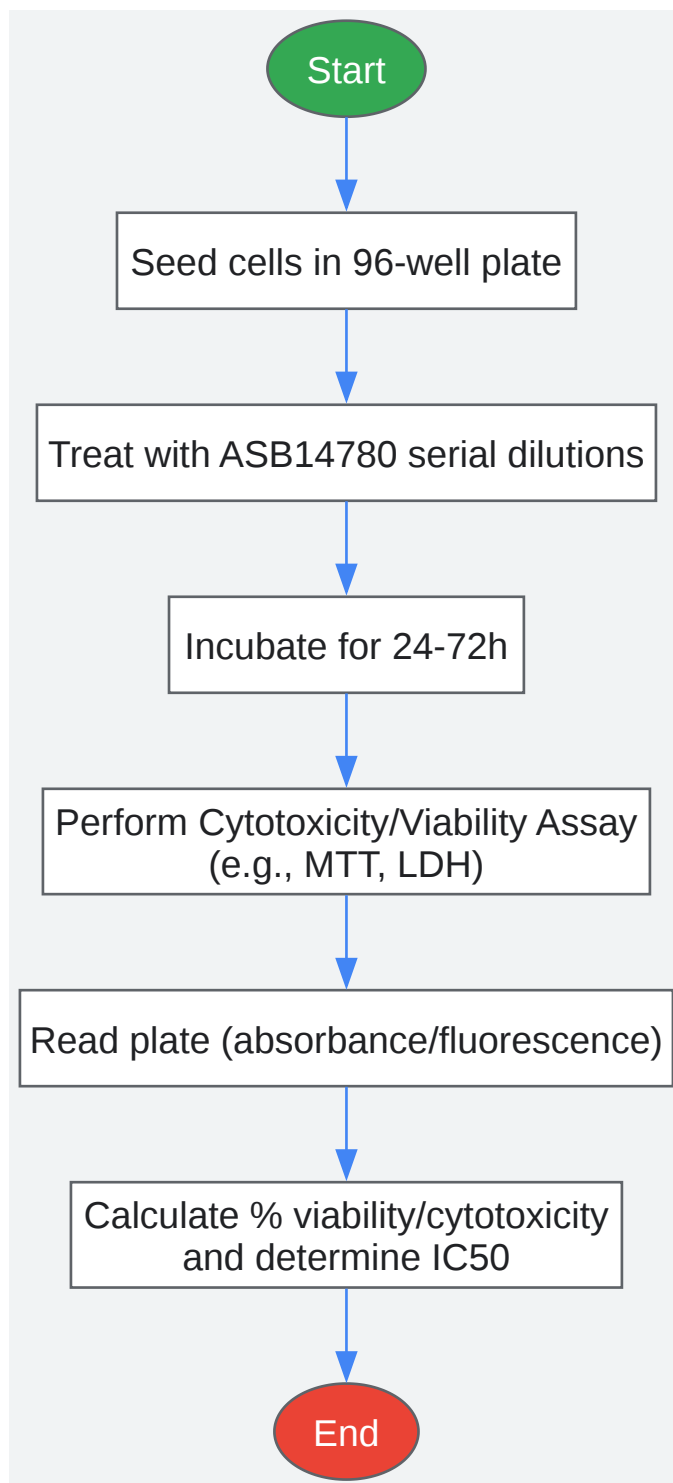 Start
Seed cells in 96-well plate
Treat with ASB14780 serial dilutions
Incubate for 24-72h
Perform Cytotoxicity/Viability Assay
(e.g., MTT, LDH)
Read plate (absorbance/fluorescence)
Calculate % viability/cytotoxicity
and determine IC50
End